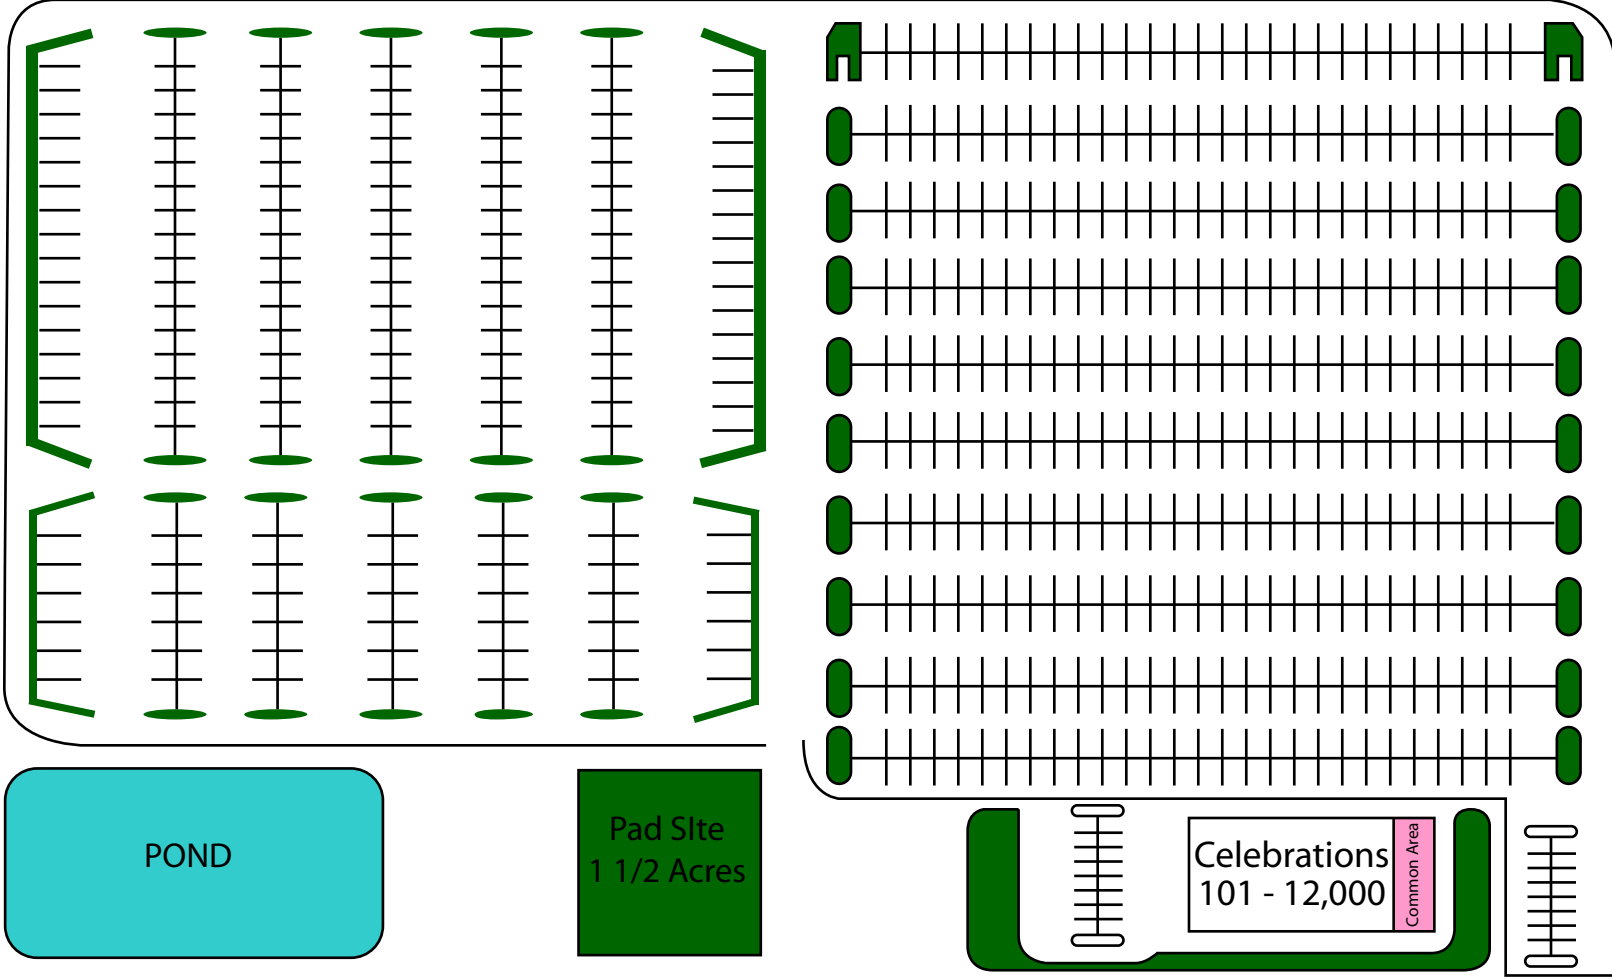 POND
Pad SIte
1 1/2 Acres
Celebrations
101 - 12,000
Common Area